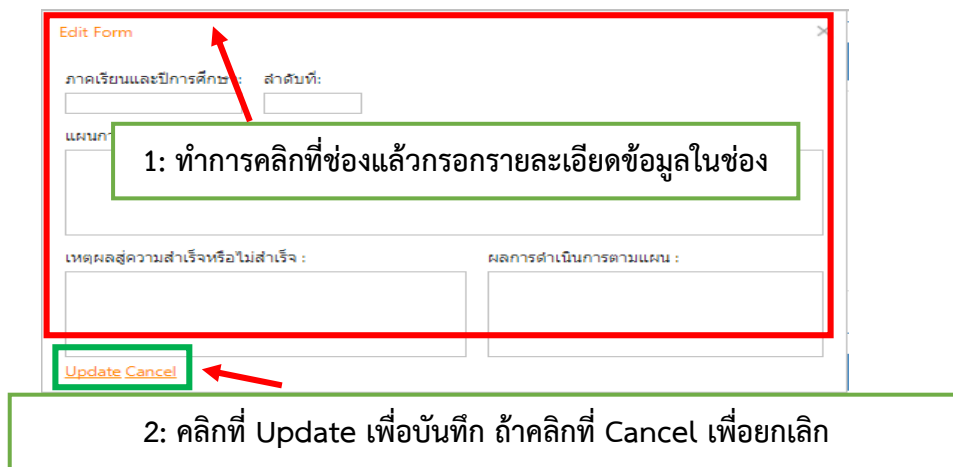 Edit Form
ภาคเรียนและปีการศึกษา : ลำดับที่:
1: ทำการคลิกที่ช่องแล้วกรอกรายละเอียดข้อมูลในช่อง
เหตุผลสู่ความสำเร็จหรือไม่สำเร็จ : ผลการดำเนินการตามแผน :
Update Cancel
2: คลิกที่ Update เพื่อบันทึก ถ้าคลิกที่ Cancel เพื่อยกเลิก